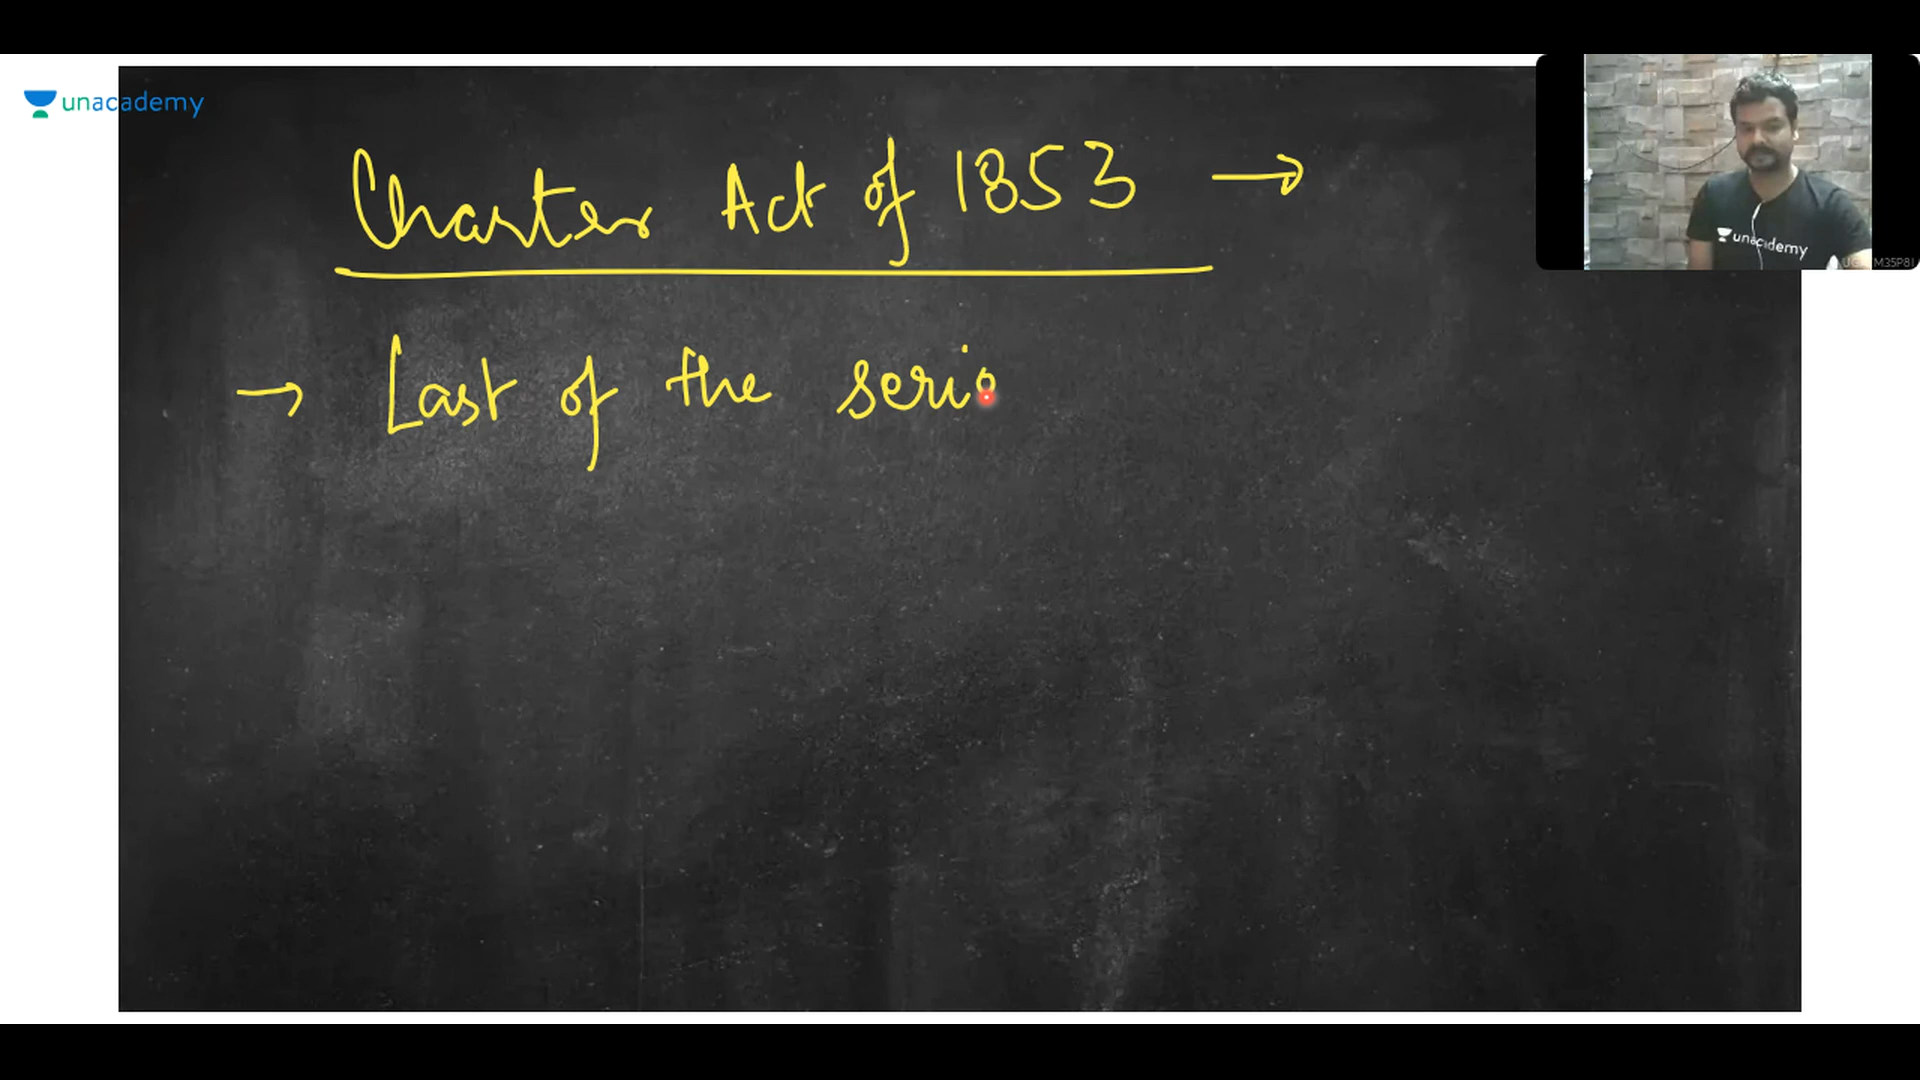 unacademy
Charter Act of 1853 →
→ Last of the serie
unacademy